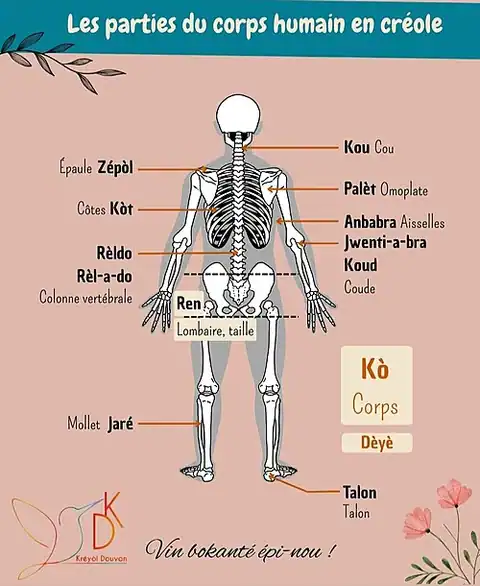 Les parties du corps humain en créole
Kou Cou
Épaule Zépòl
Palèt Omoplate
Côtes Kòt
Anbabra Aisselles
Jwenti-a-bra
Koud
Coude
Rèldo
Rèl-a-do
Colonne vertébrale
Ren
Lombaire, taille
Kò
Corps
Dèyè
Mollet Jaré
Talon
Talon
KD
Kréyol Douvan
Vin bokanté épi-nou !